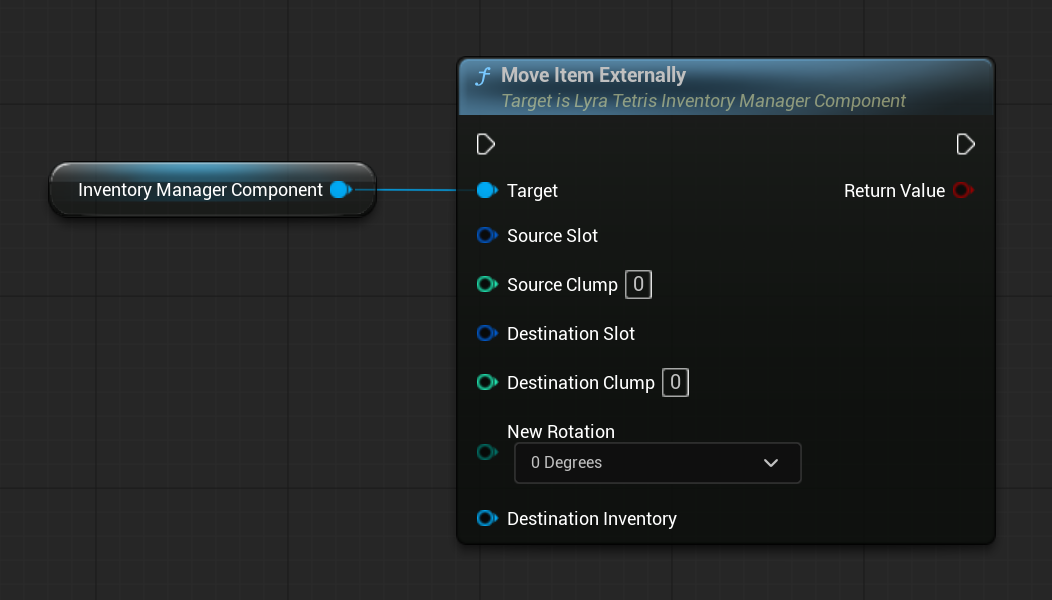 Move Item Externally
Target is Lyra Tetris Inventory Manager Component
Inventory Manager Component
Target
Return Value
Source Slot
Source Clump 0
Destination Slot
Destination Clump 0
New Rotation
0 Degrees
Destination Inventory